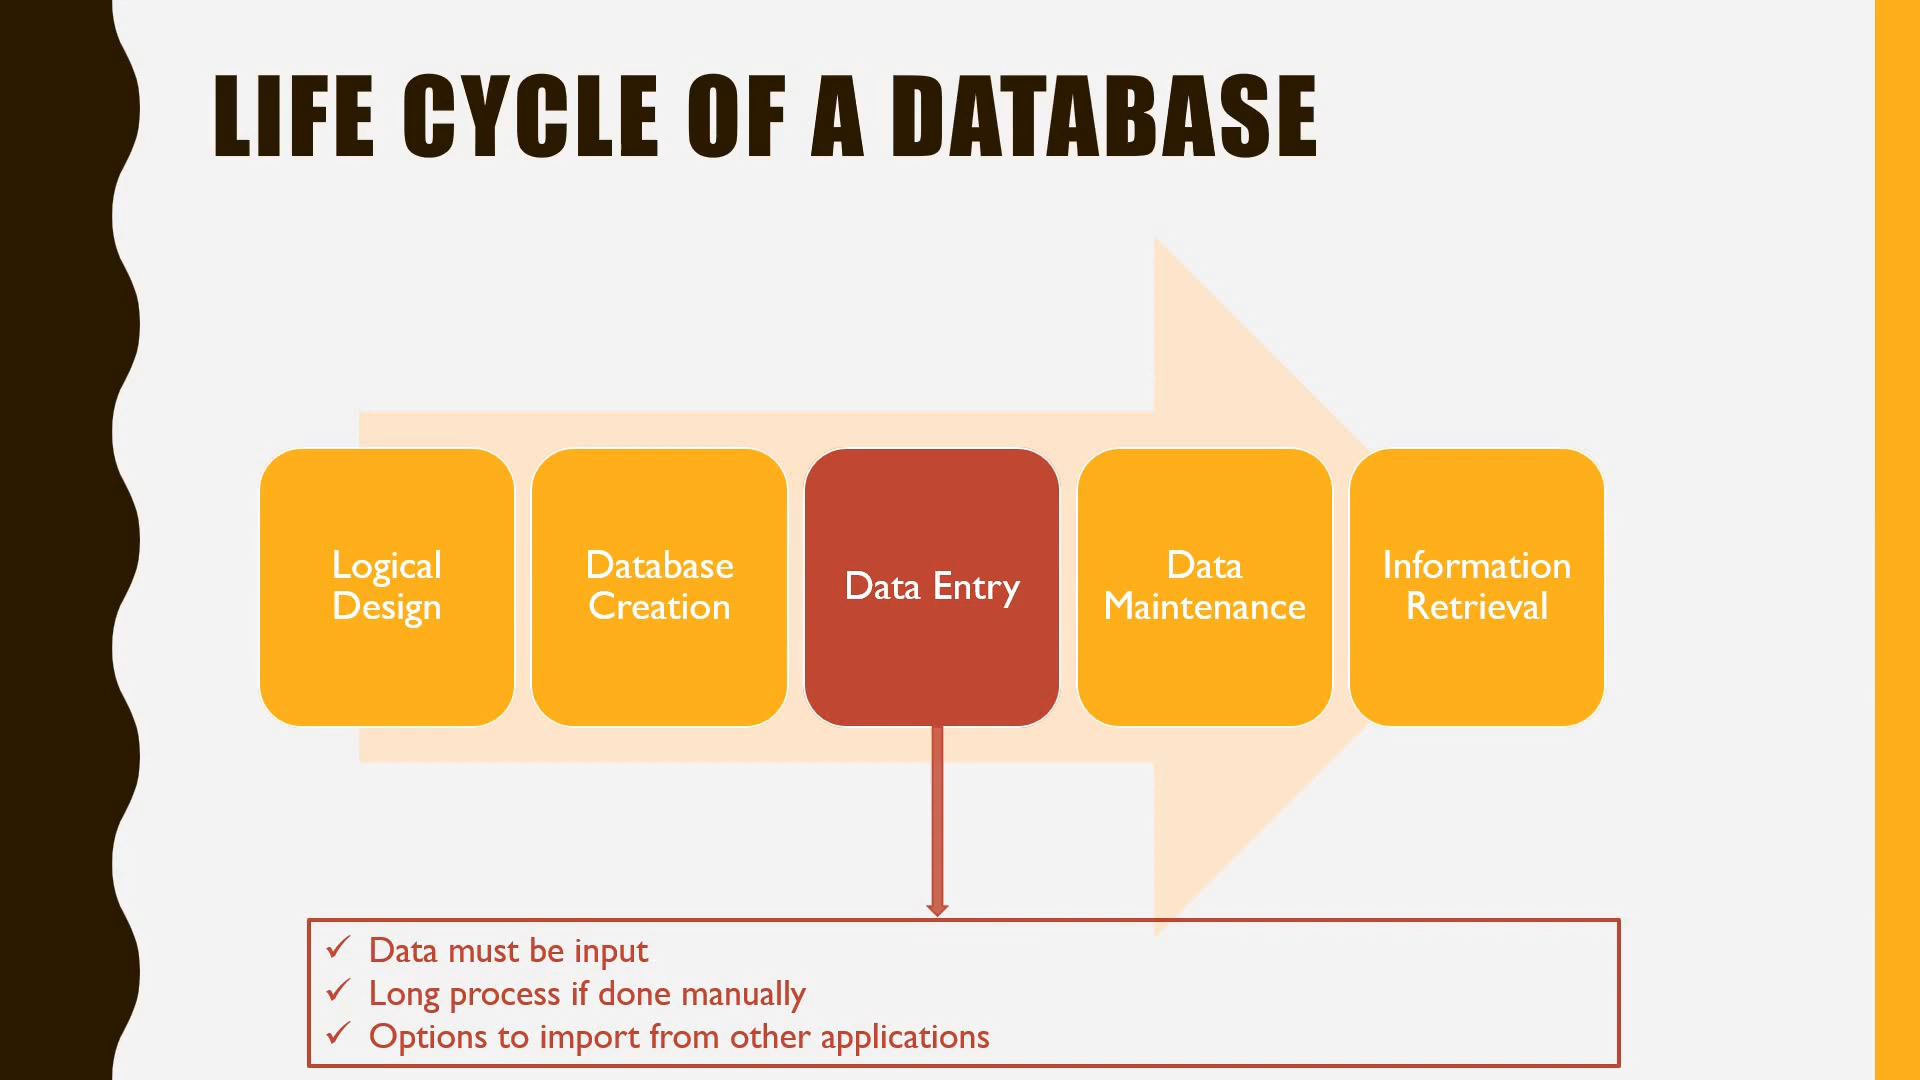 LIFE CYCLE OF A DATABASE
Logical
Design
Database
Creation
Data Entry
Data
Maintenance
Information
Retrieval
✓ Data must be input
✓ Long process if done manually
✓ Options to import from other applications